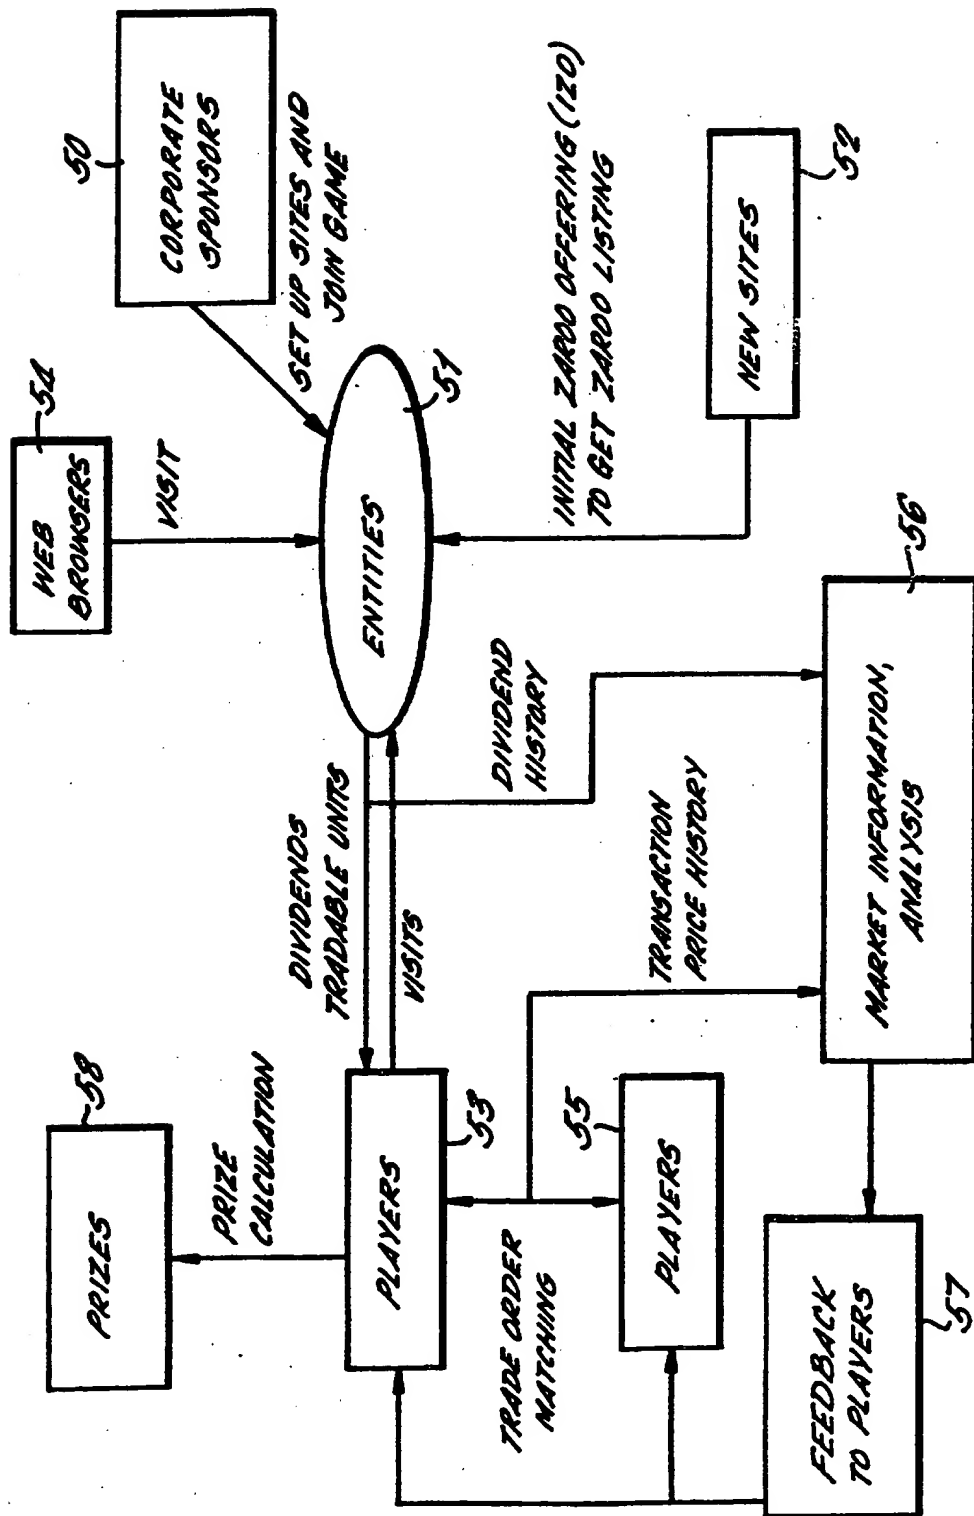 PRIZES
58
WEB
BROWSERS
54
CORPORATE
SPONSORS
50
PRIZE
CALCULATION
VISIT
SET UP SITES AND
JOIN GAME
DIVIDENDS
TRADABLE UNITS
PLAYERS
53
VISITS
ENTITIES
51
TRADE ORDER
MATCHING
DIVIDEND
HISTORY
INITIAL ZAROO OFFERING (IZO)
TO GET ZAROO LISTING
PLAYERS
55
TRANSACTION
PRICE HISTORY
NEW SITES
52
FEEDBACK
TO PLAYERS
57
MARKET INFORMATION,
ANALYSIS
56